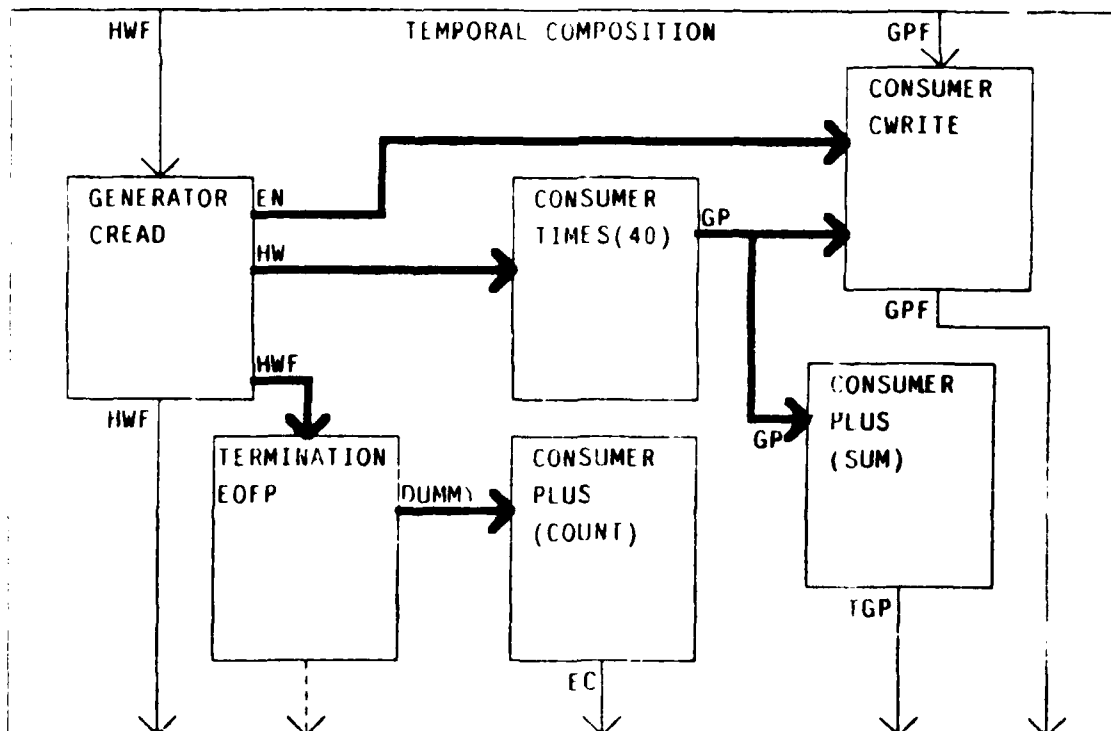 HWF
TEMPORAL COMPOSITION
GPF
CONSUMER
CWRITE
GENERATOR
CREAD
EN
HW
HWF
HWF
CONSUMER
TIMES(40)
GP
GPF
CONSUMER
PLUS
(SUM)
GP
TERMINATION
EOFP
DUMMY
CONSUMER
PLUS
(COUNT)
TGP
EC